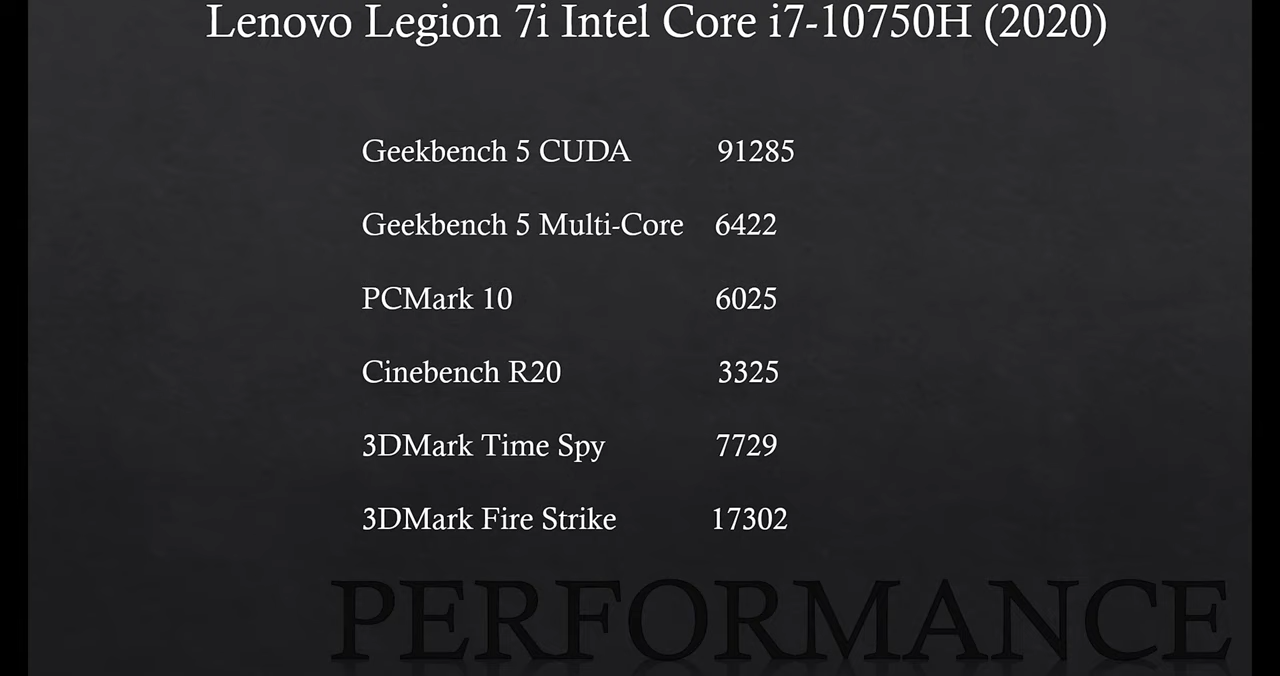 Lenovo Legion 7i Intel Core i7-10750H (2020)
Geekbench 5 CUDA 91285
Geekbench 5 Multi-Core 6422
PCMark 10 6025
Cinebench R20 3325
3DMark Time Spy 7729
3DMark Fire Strike 17302
PERFORMANCE